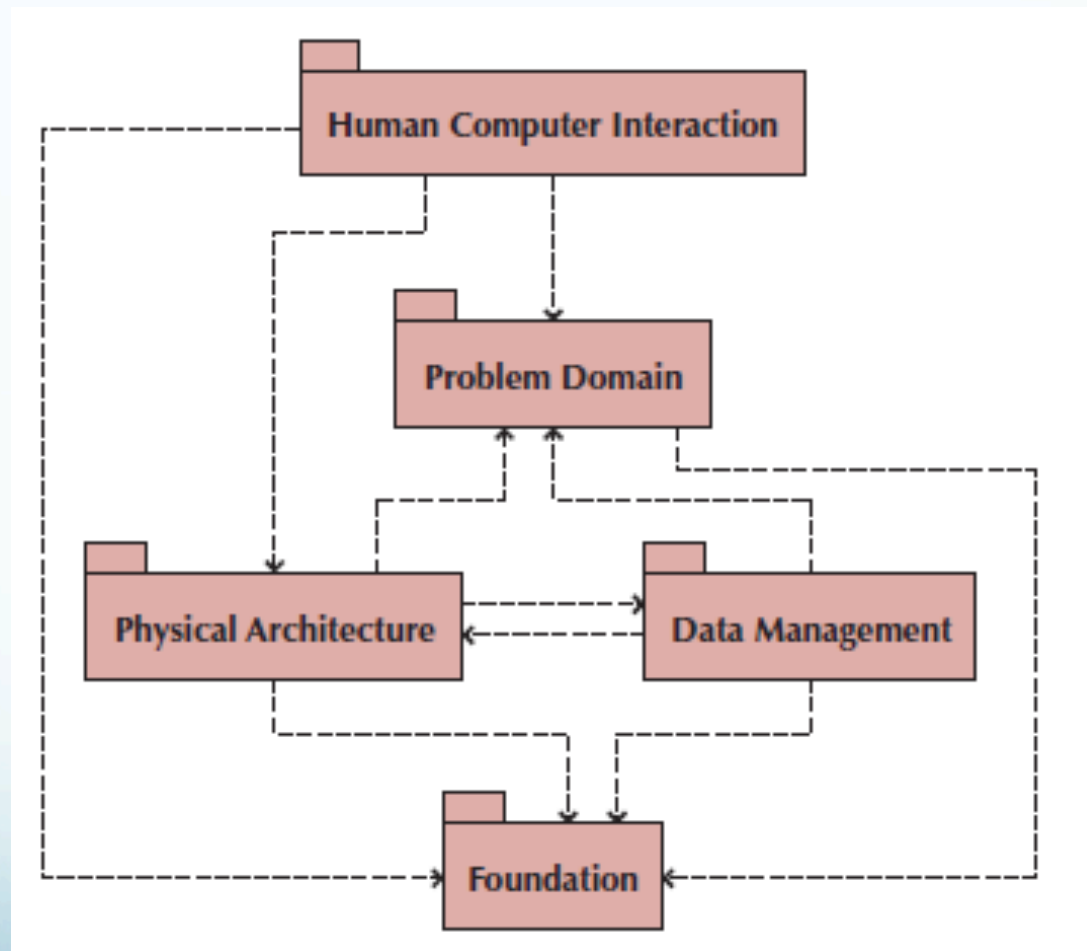 Human Computer Interaction
Problem Domain
Physical Architecture
Data Management
Foundation